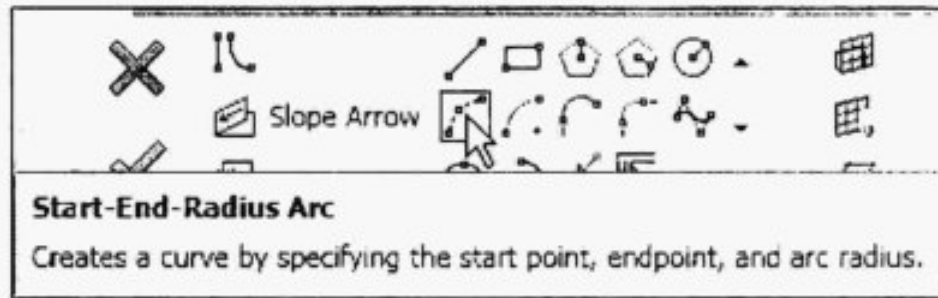 Slope Arrow
Start-End-Radius Arc
Creates a curve by specifying the start point, endpoint, and arc radius.